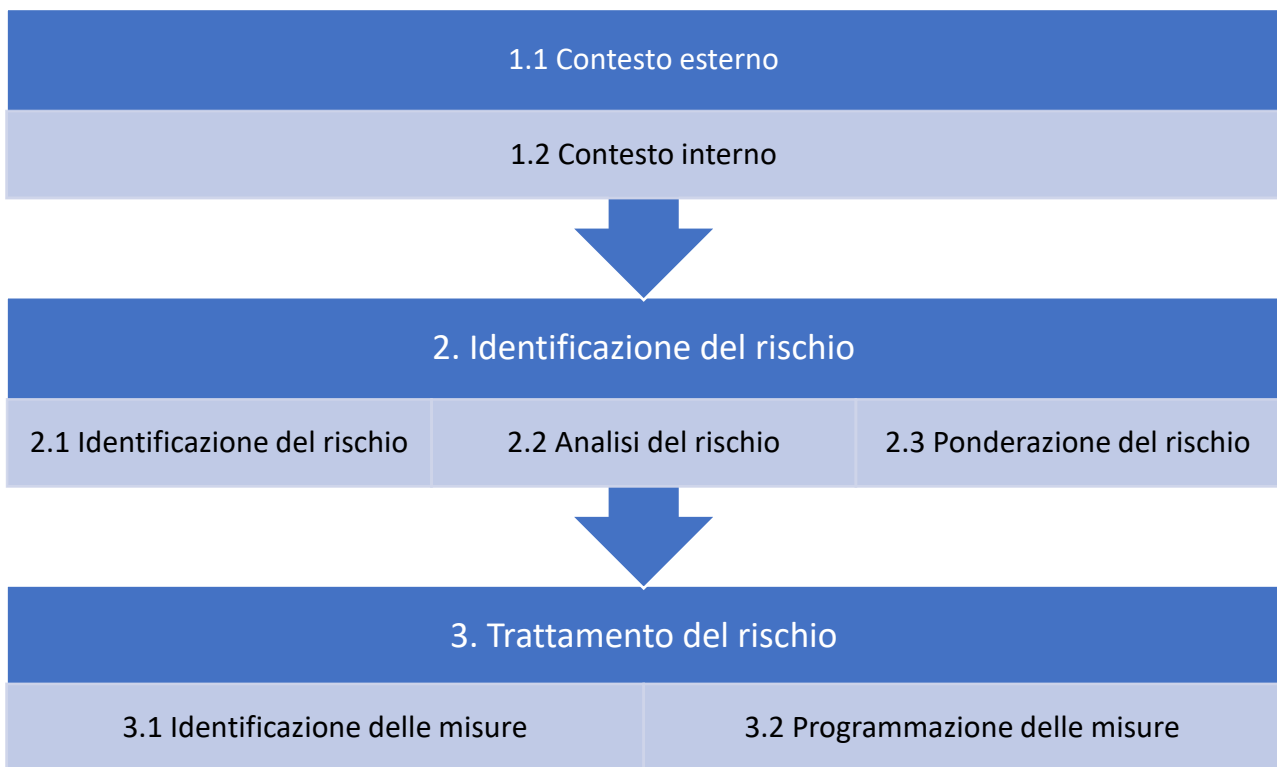 1.1 Contesto esterno
1.2 Contesto interno
2. Identificazione del rischio
2.1 Identificazione del rischio
2.2 Analisi del rischio
2.3 Ponderazione del rischio
3. Trattamento del rischio
3.1 Identificazione delle misure
3.2 Programmazione delle misure